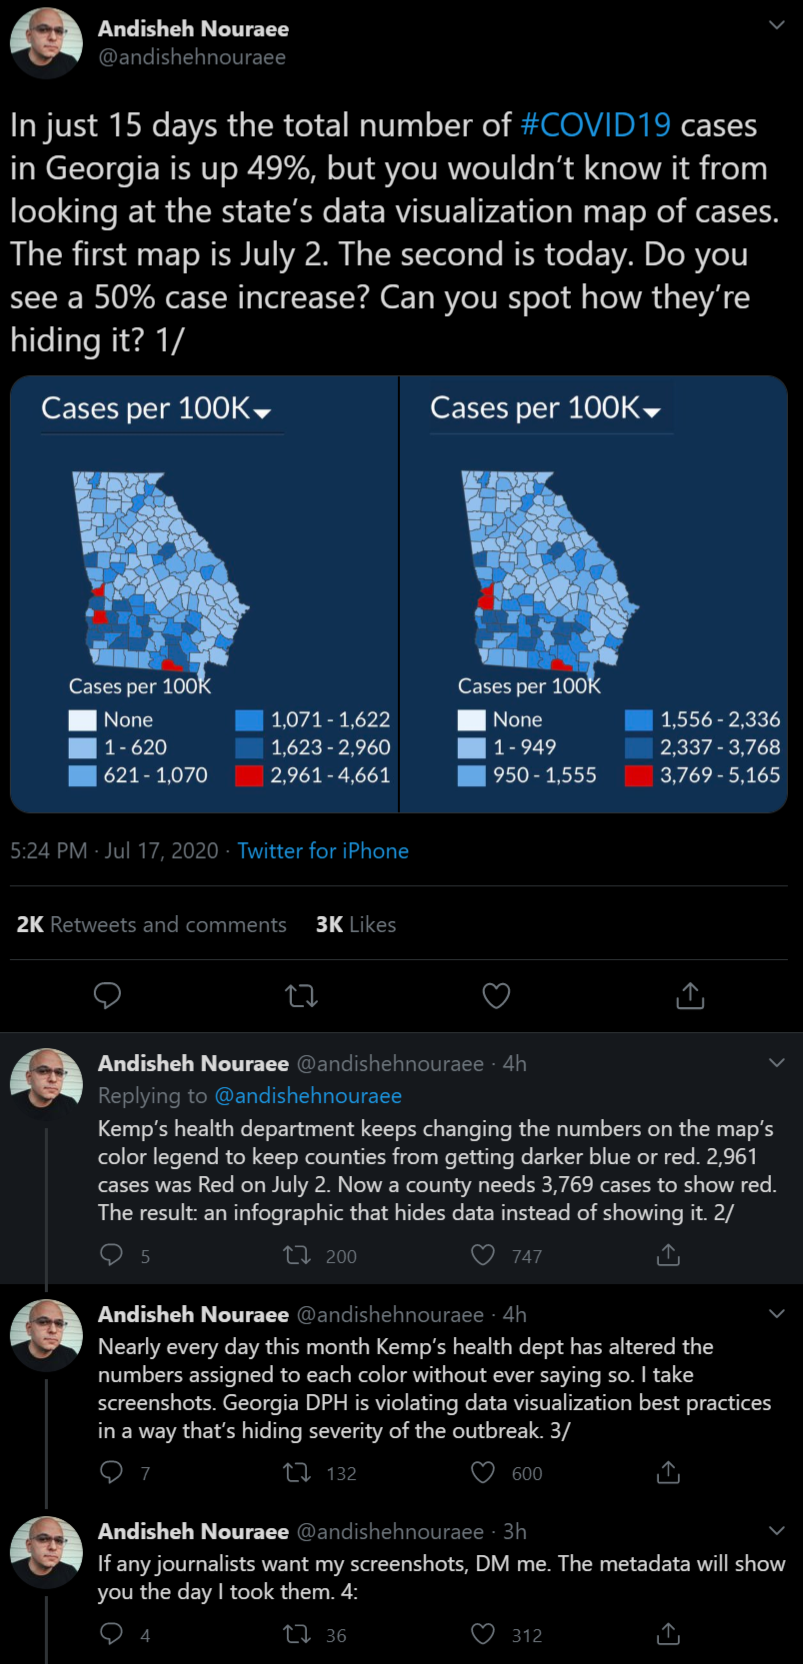 Andisheh Nouraee
@andishehnouraee
In just 15 days the total number of #COVID19 cases
in Georgia is up 49%, but you wouldn't know it from
looking at the state's data visualization map of cases.
The first map is July 2. The second is today. Do you
see a 50% case increase? Can you spot how they're
hiding it? 1/
Cases per 100K
Cases per 100K
None
1 - 620
621 - 1,070
1,071 - 1,622
1,623 - 2,960
2,961 - 4,661
Cases per 100K
Cases per 100K
None
1 - 949
950 - 1,555
1,556 - 2,336
2,337 - 3,768
3,769 - 5,165
5:24 PM · Jul 17, 2020 · Twitter for iPhone
2K Retweets and comments 3K Likes
Andisheh Nouraee @andishehnouraee · 4h
Replying to @andishehnouraee
Kemp's health department keeps changing the numbers on the map's
color legend to keep counties from getting darker blue or red. 2,961
cases was Red on July 2. Now a county needs 3,769 cases to show red.
The result: an infographic that hides data instead of showing it. 2/
5 200 747
Andisheh Nouraee @andishehnouraee · 4h
Nearly every day this month Kemp's health dept has altered the
numbers assigned to each color without ever saying so. I take
screenshots. Georgia DPH is violating data visualization best practices
in a way that's hiding severity of the outbreak. 3/
7 132 600
Andisheh Nouraee @andishehnouraee · 3h
If any journalists want my screenshots, DM me. The metadata will show
you the day I took them. 4:
4 36 312